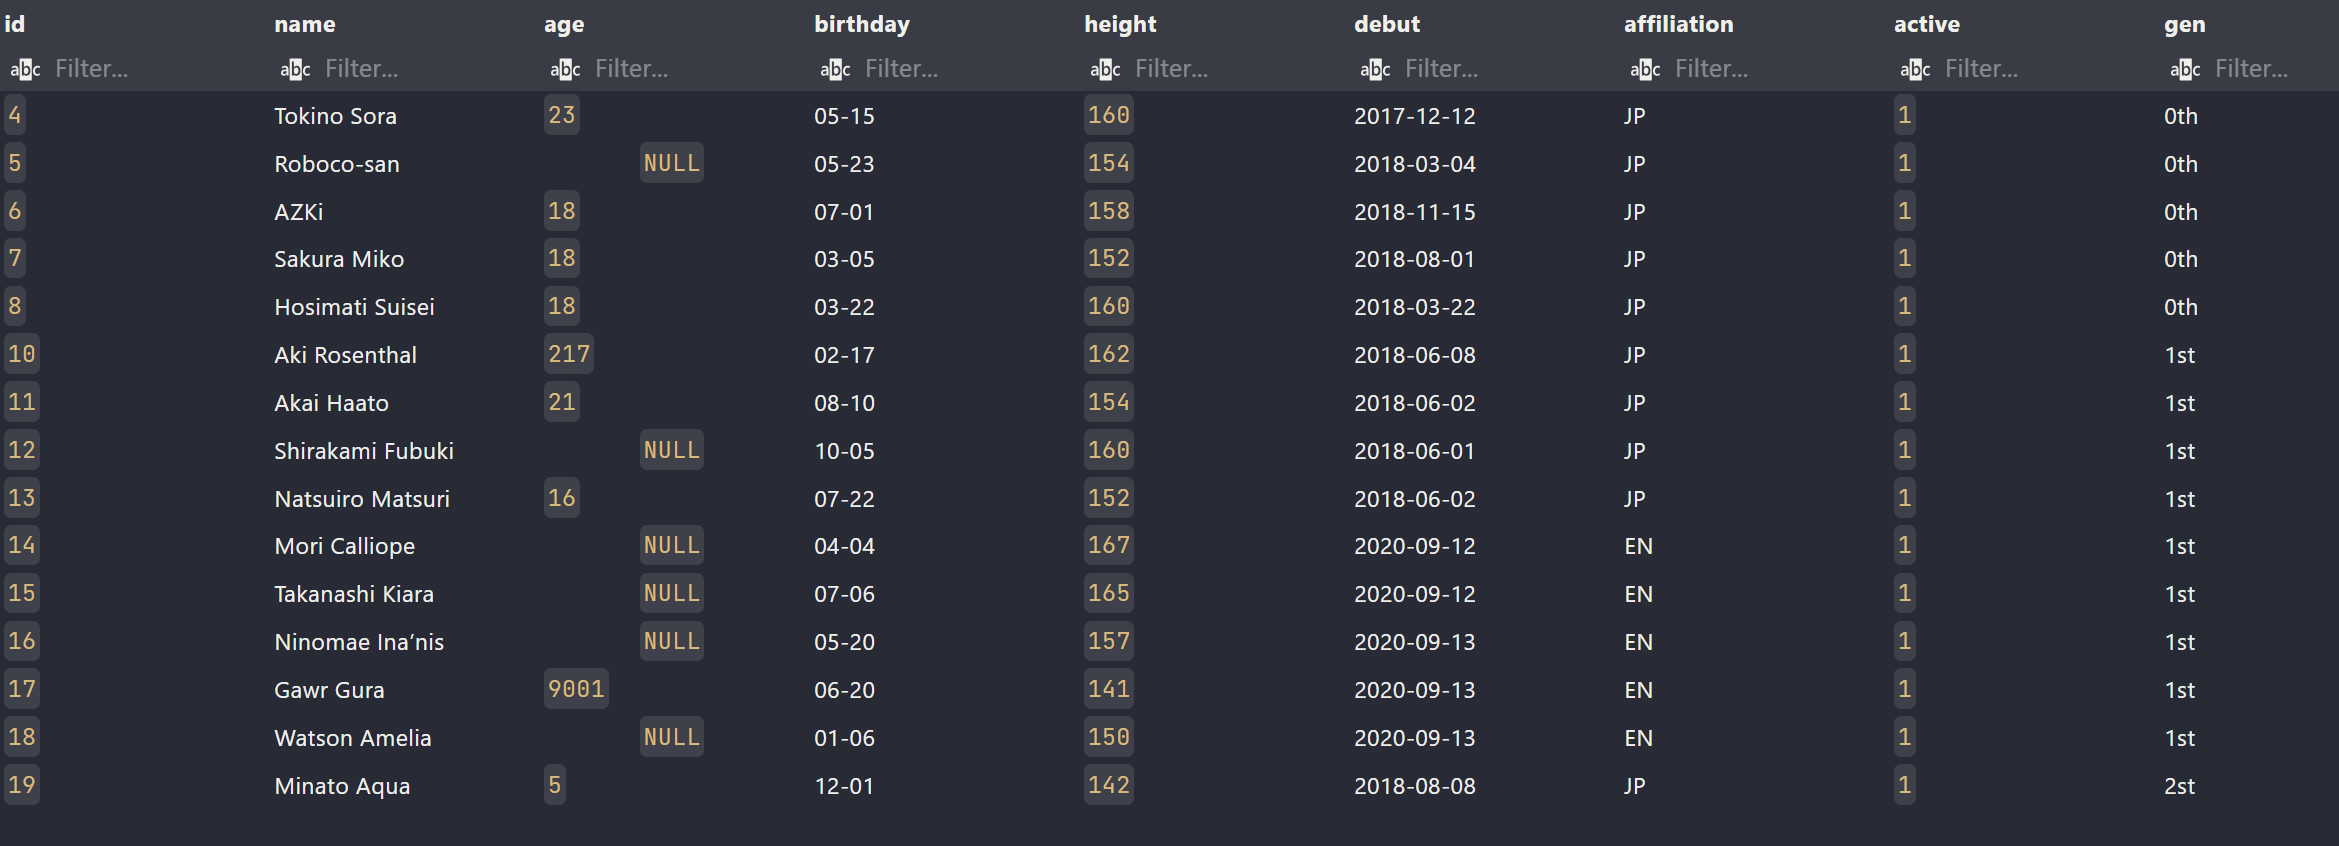 id name age birthday height debut affiliation active gen
abc Filter... abc Filter... abc Filter... abc Filter... abc Filter... abc Filter... abc Filter... abc Filter... abc Filter...
4 Tokino Sora 23 05-15 160 2017-12-12 JP 1 0th
5 Roboco-san NULL 05-23 154 2018-03-04 JP 1 0th
6 AZKi 18 07-01 158 2018-11-15 JP 1 0th
7 Sakura Miko 18 03-05 152 2018-08-01 JP 1 0th
8 Hosimati Suisei 18 03-22 160 2018-03-22 JP 1 0th
10 Aki Rosenthal 217 02-17 162 2018-06-08 JP 1 1st
11 Akai Haato 21 08-10 154 2018-06-02 JP 1 1st
12 Shirakami Fubuki NULL 10-05 160 2018-06-01 JP 1 1st
13 Natsuiro Matsuri 16 07-22 152 2018-06-02 JP 1 1st
14 Mori Calliope NULL 04-04 167 2020-09-12 EN 1 1st
15 Takanashi Kiara NULL 07-06 165 2020-09-12 EN 1 1st
16 Ninomae Ina’nis NULL 05-20 157 2020-09-13 EN 1 1st
17 Gawr Gura 9001 06-20 141 2020-09-13 EN 1 1st
18 Watson Amelia NULL 01-06 150 2020-09-13 EN 1 1st
19 Minato Aqua 5 12-01 142 2018-08-08 JP 1 2st